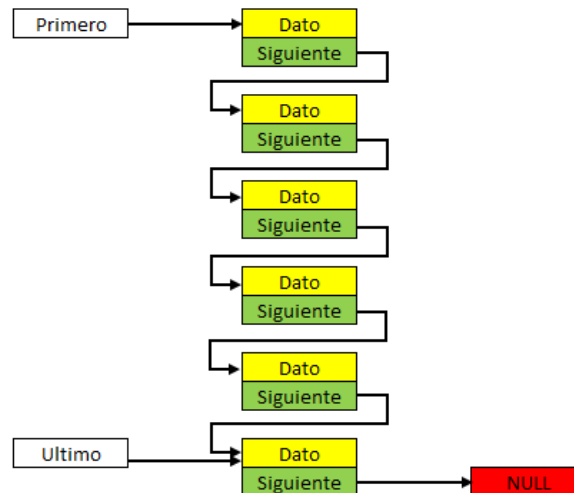 Primero
Dato
Siguiente
Dato
Siguiente
Dato
Siguiente
Dato
Siguiente
Dato
Siguiente
Ultimo
Dato
Siguiente
NULL